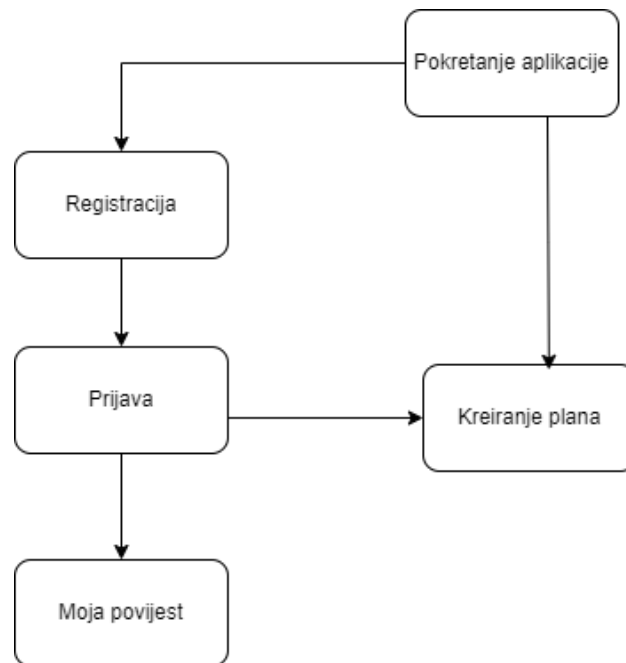 Pokretanje aplikacije
Registracija
Prijava
Kreiranje plana
Moja povijest